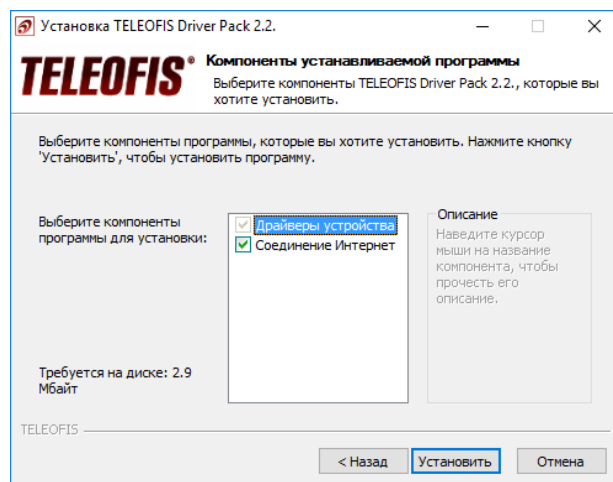 Установка TELEOFIS Driver Pack 2.2.
TELEOFIS®
Компоненты устанавливаемой программы
Выберите компоненты TELEOFIS Driver Pack 2.2., которые вы
хотите установить.
Выберите компоненты программы, которые вы хотите установить. Нажмите кнопку
'Установить', чтобы установить программу.
Выберите компоненты
программы для установки:
Драйверы устройства
Соединение Интернет
Описание
Наведите курсор
мыши на название
компонента, чтобы
прочесть его
описание.
Требуется на диске: 2.9
Мбайт
TELEOFIS
< Назад
Установить
Отмена